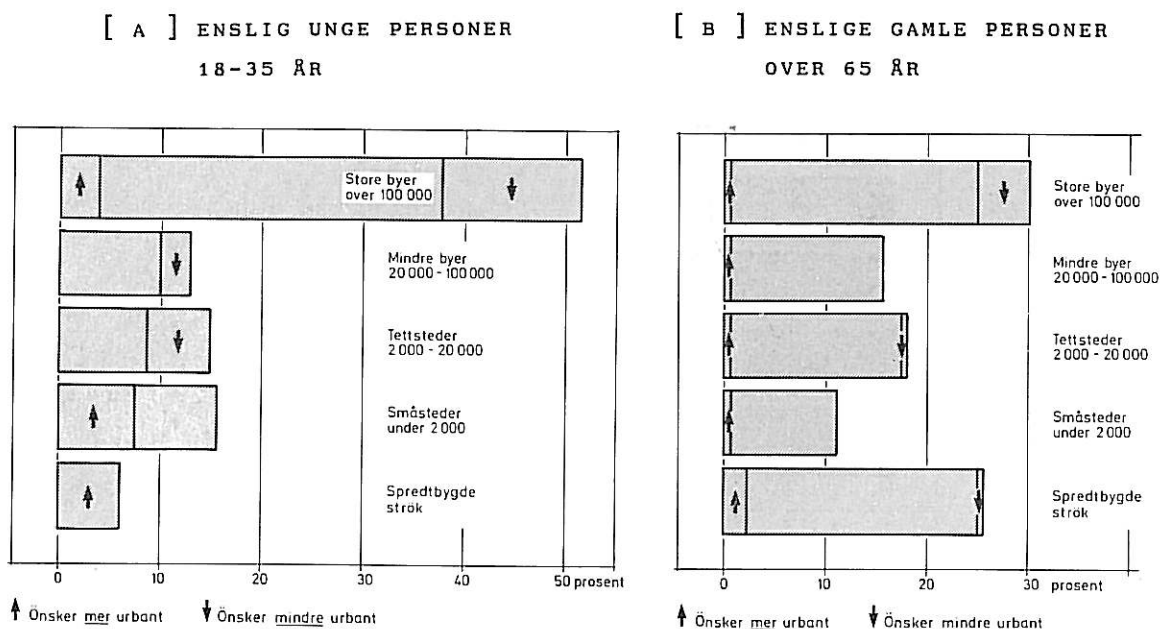 [ A ] ENSLIG UNGE PERSONER
18-35 ÅR
Store byer
over 100 000
Mindre byer
20 000 - 100 000
Tettsteder
2 000 - 20 000
Småsteder
under 2 000
Spredtbygde
strök
0 10 20 30 40 50 prosent
Önsker mer urbant Önsker mindre urbant
[ B ] ENSLIGE GAMLE PERSONER
OVER 65 ÅR
Store byer
over 100 000
Mindre byer
20 000 - 100 000
Tettsteder
2 000 - 20 000
Småsteder
under 2 000
Spredtbygde
strök
0 10 20 30 prosent
Önsker mer urbant Önsker mindre urbant